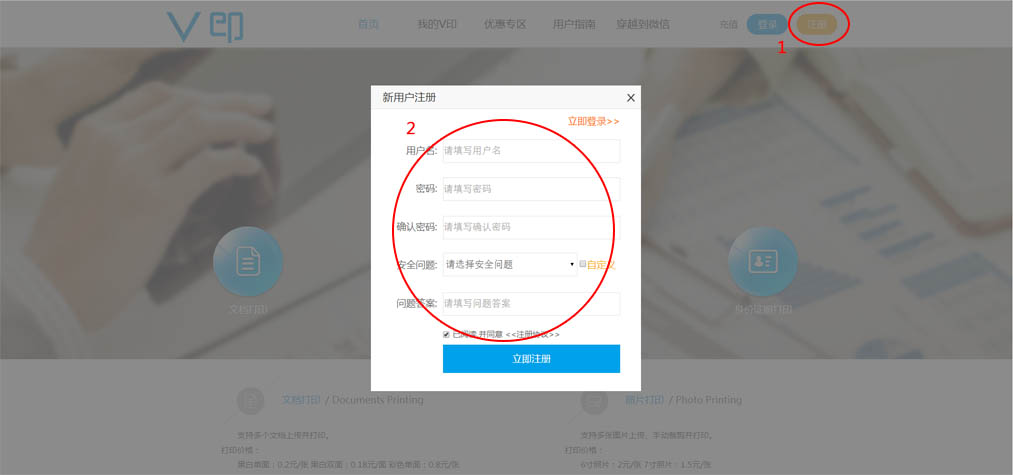 V印 首页 我的V印 优惠专区 用户指南 穿越到微信 充值 登录 注册
1
新用户注册 X
立即登录>>
2
用户名: 请填写用户名
密码: 请填写密码
确认密码: 请填写确认密码
安全问题: 请选择安全问题 自定义
问题答案: 请填写问题答案
已阅读,并同意 <<注册协议>>
立即注册
文档打印 身份证复印打印
文档打印 / Documents Printing
照片打印 / Photo Printing
支持多个文档上传并打印。
支持多张图片上传、手动裁剪并打印。
打印价格：
打印价格：
黑白单面：0.2元/张 黑白双面：0.18元/面 彩色单面：0.8元/张
6寸照片：2元/张 7寸照片：1.5元/张